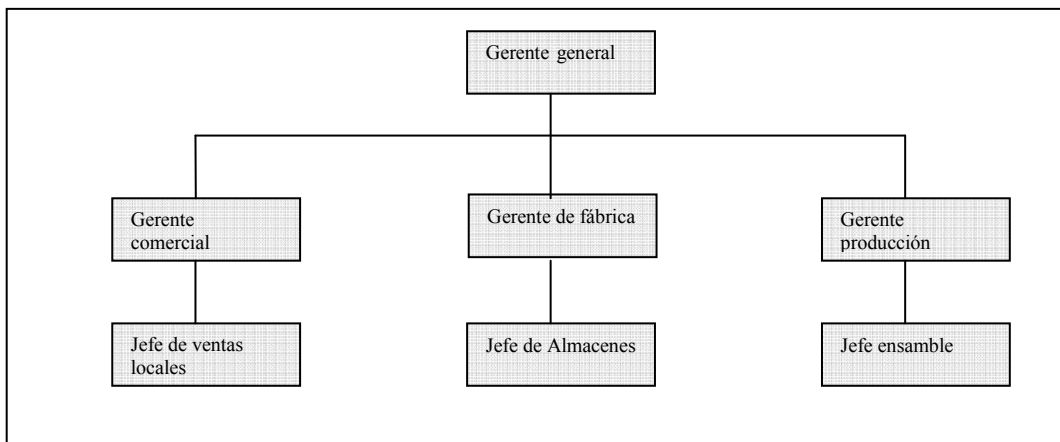 Gerente general
Gerente
comercial
Gerente de fábrica
Gerente
producción
Jefe de ventas
locales
Jefe de Almacenes
Jefe ensamble